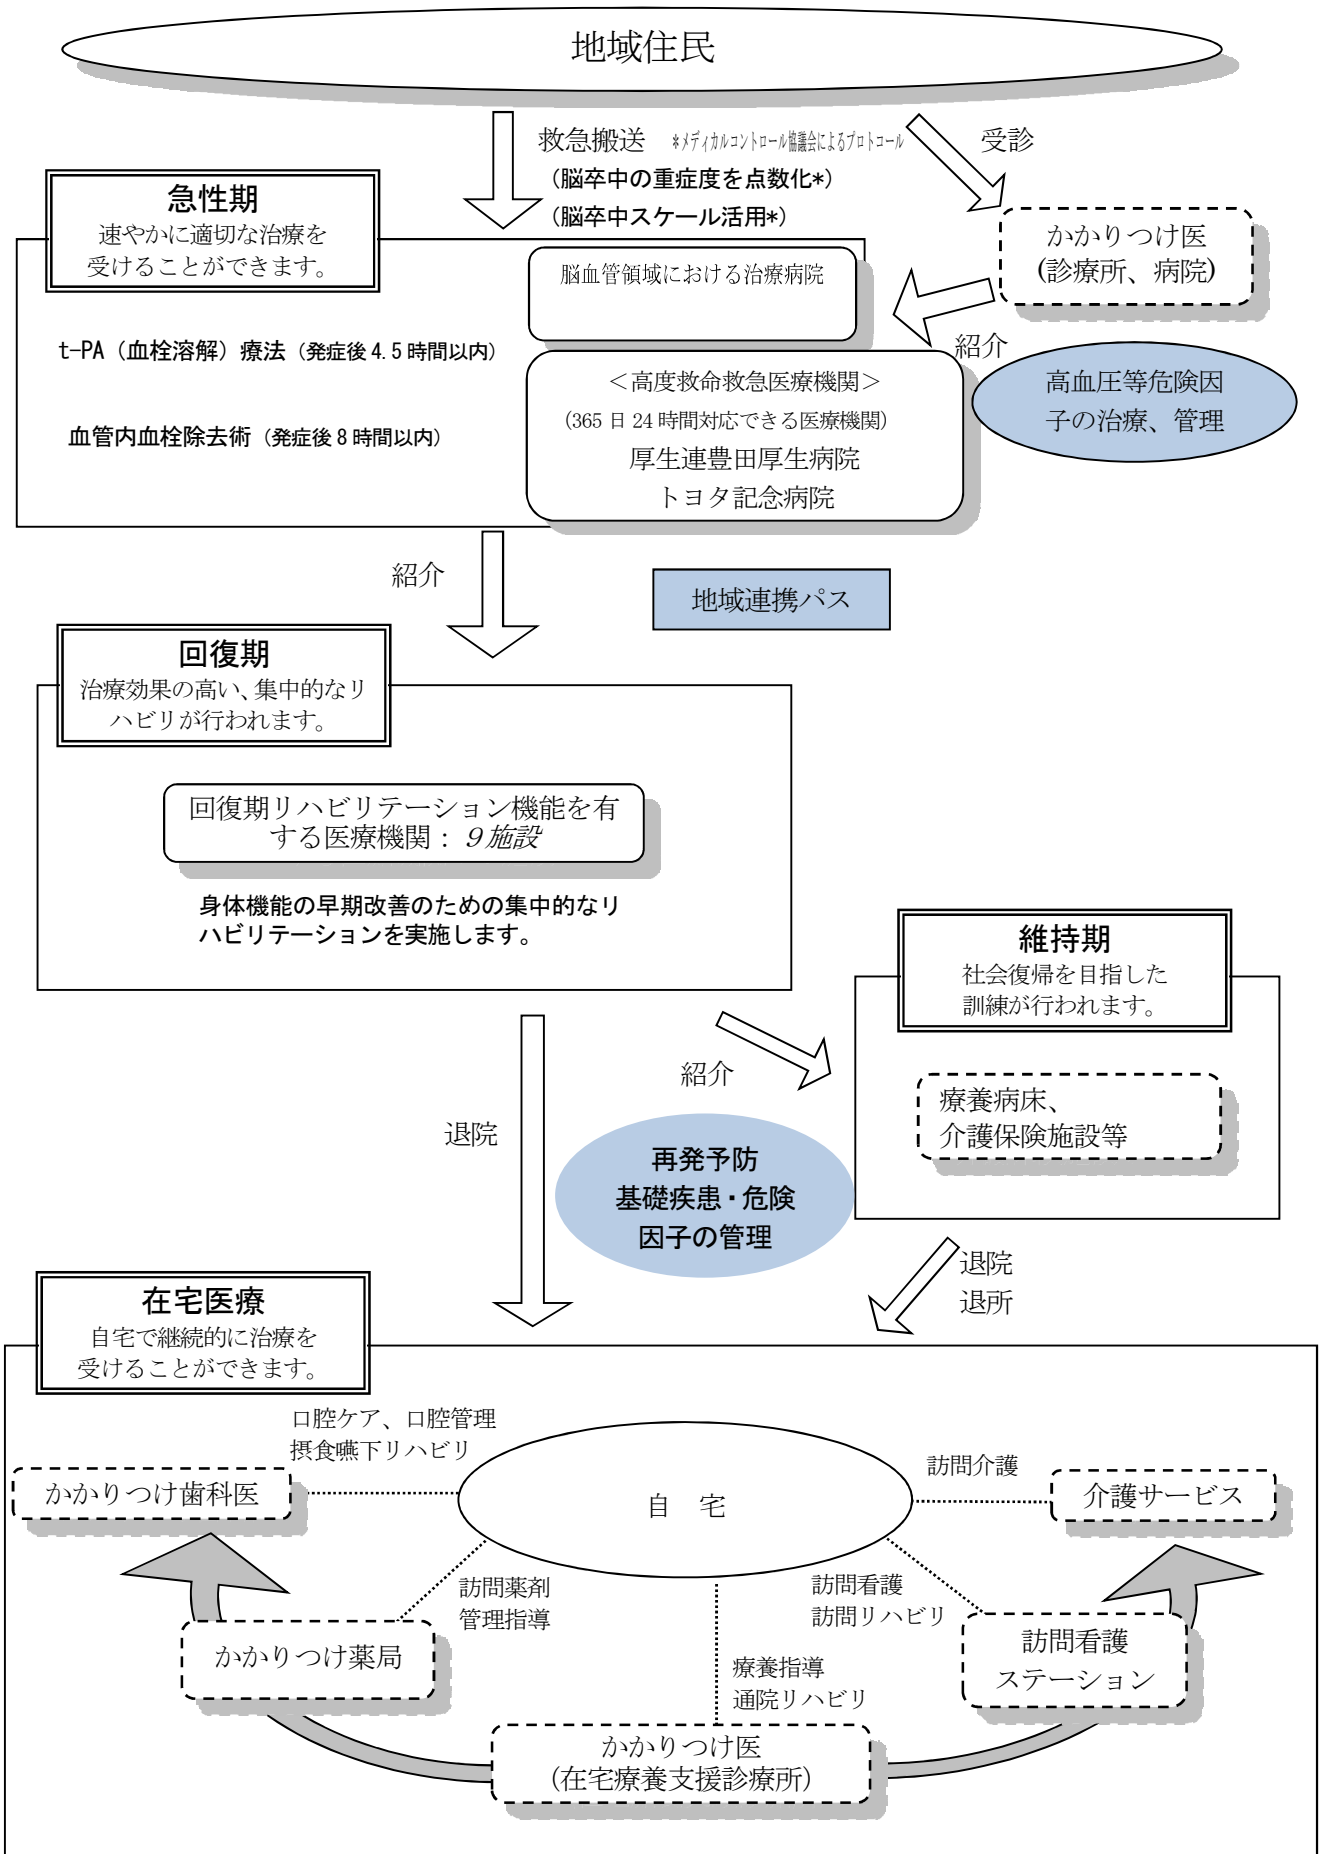 地域住民
救急搬送 *メディカルコントロール協議会によるプロトコール
(脳卒中の重症度を点数化*)
(脳卒中スケール活用*)
受診
急性期
速やかに適切な治療を
受けることができます。
かかりつけ医
(診療所、病院)
脳血管領域における治療病院
紹介
t-PA（血栓溶解）療法（発症後4.5時間以内）
血管内血栓除去術（発症後8時間以内）
＜高度救命救急医療機関＞
(365日24時間対応できる医療機関)
厚生連豊田厚生病院
トヨタ記念病院
高血圧等危険因
子の治療、管理
紹介
地域連携パス
回復期
治療効果の高い、集中的なリ
ハビリが行われます。
回復期リハビリテーション機能を有
する医療機関：９施設
身体機能の早期改善のための集中的なリ
ハビリテーションを実施します。
維持期
社会復帰を目指した
訓練が行われます。
紹介
療養病床、
介護保険施設等
退院
再発予防
基礎疾患・危険
因子の管理
退院
退所
在宅医療
自宅で継続的に治療を
受けることができます。
口腔ケア、口腔管理
摂食嚥下リハビリ
かかりつけ歯科医
自　宅
訪問介護
介護サービス
訪問薬剤
管理指導
訪問看護
訪問リハビリ
かかりつけ薬局
訪問看護
ステーション
療養指導
通院リハビリ
かかりつけ医
(在宅療養支援診療所)